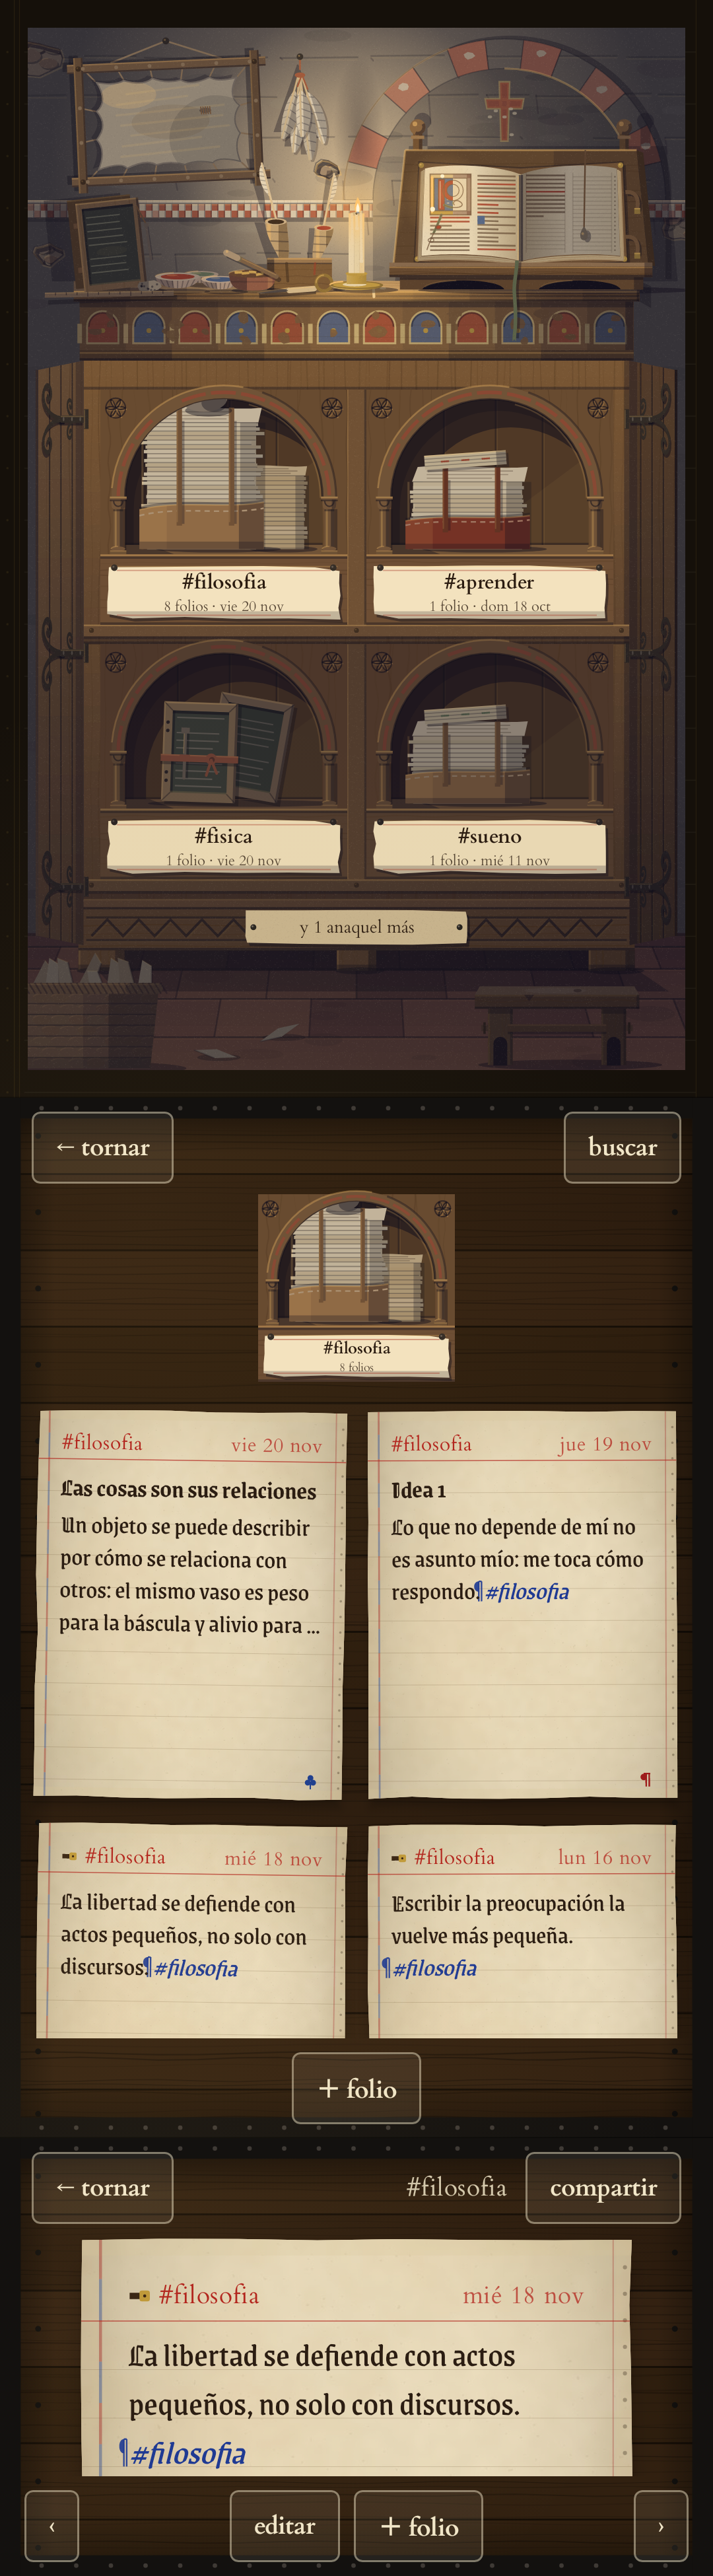 #filosofia
8 folios · vie 20 nov
#aprender
1 folio · dom 18 oct
#fisica
1 folio · vie 20 nov
#sueno
1 folio · mié 11 nov
y 1 anaquel más
← tornar
buscar
#filosofia
8 folios
#filosofia vie 20 nov
Las cosas son sus relaciones
Un objeto se puede describir
por cómo se relaciona con
otros: el mismo vaso es peso
para la báscula y alivio para ...
♣
#filosofia jue 19 nov
Idea 1
Lo que no depende de mí no
es asunto mío: me toca cómo
respondo.¶#filosofia
¶
#filosofia mié 18 nov
La libertad se defiende con
actos pequeños, no solo con
discursos.¶#filosofia
#filosofia lun 16 nov
Escribir la preocupación la
vuelve más pequeña.
¶#filosofia
+ folio
← tornar
#filosofia
compartir
#filosofia mié 18 nov
La libertad se defiende con actos
pequeños, no solo con discursos.
¶#filosofia
‹
editar
+ folio
›